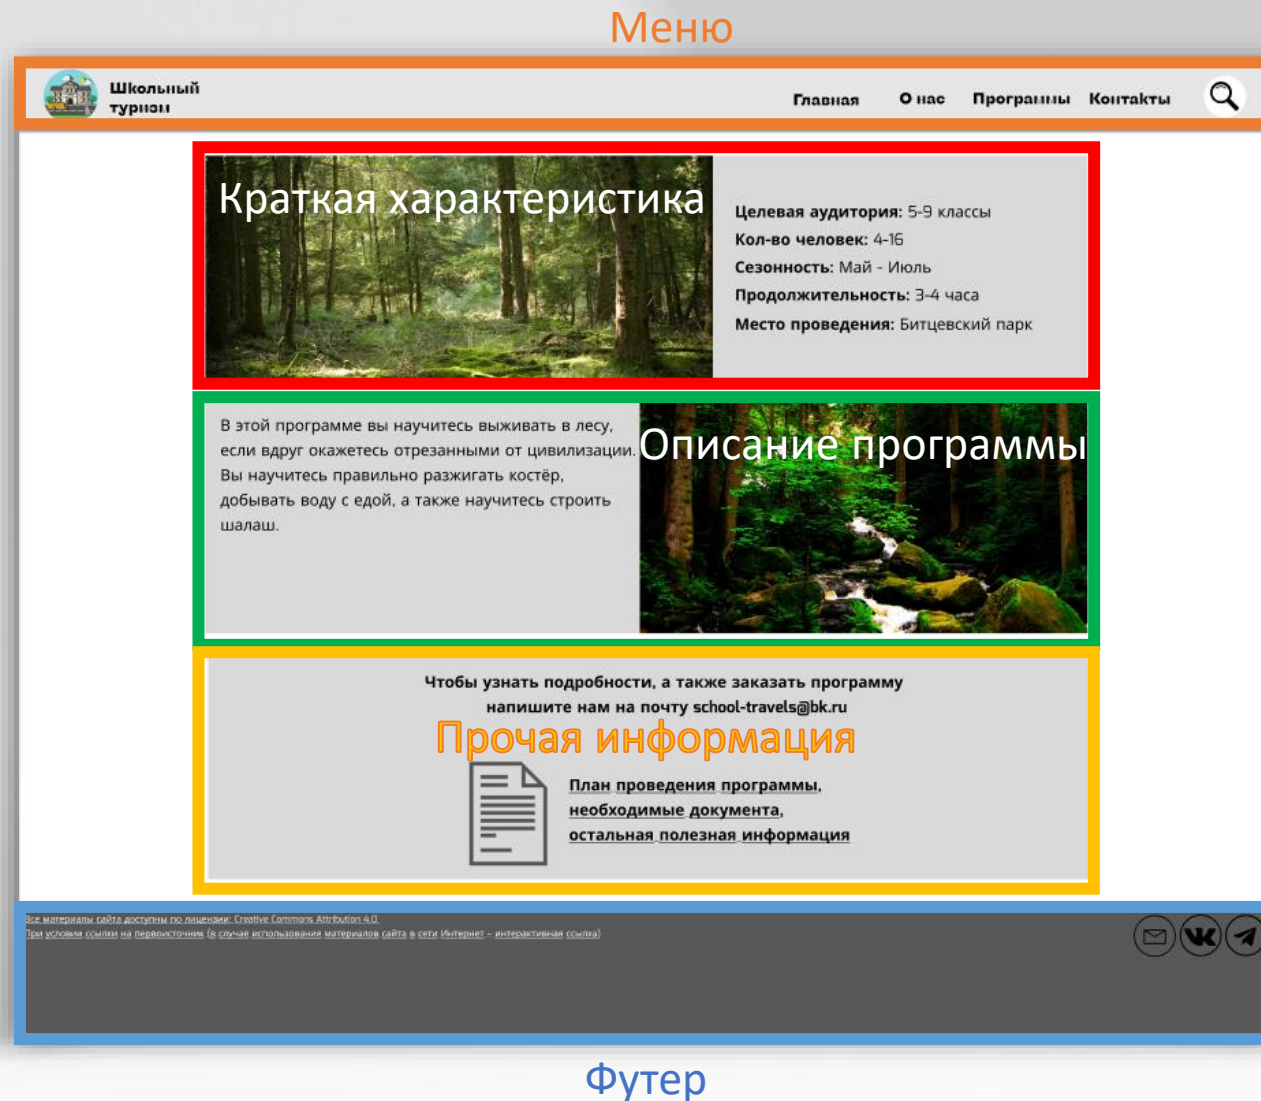 Меню
Школьный
туризм
Главная О нас Программы Контакты
Краткая характеристика
Целевая аудитория: 5-9 классы
Кол-во человек: 4-16
Сезонность: Май - Июль
Продолжительность: 3-4 часа
Место проведения: Битцевский парк
В этой программе вы научитесь выживать в лесу,
если вдруг окажетесь отрезанными от цивилизации.
Вы научитесь правильно разжигать костёр,
добывать воду с едой, а также научитесь строить
шалаш.
Описание программы
Чтобы узнать подробности, а также заказать программу
напишите нам на почту school-travels@bk.ru
Прочая информация
План проведения программы,
необходимые документа,
остальная полезная информация
Все материалы сайта доступны по лицензии: Creative Commons Attribution 4.0.
При условии ссылки на первоисточник (в случае использования материалов сайта в сети Интернет – интерактивная ссылка)
Футер